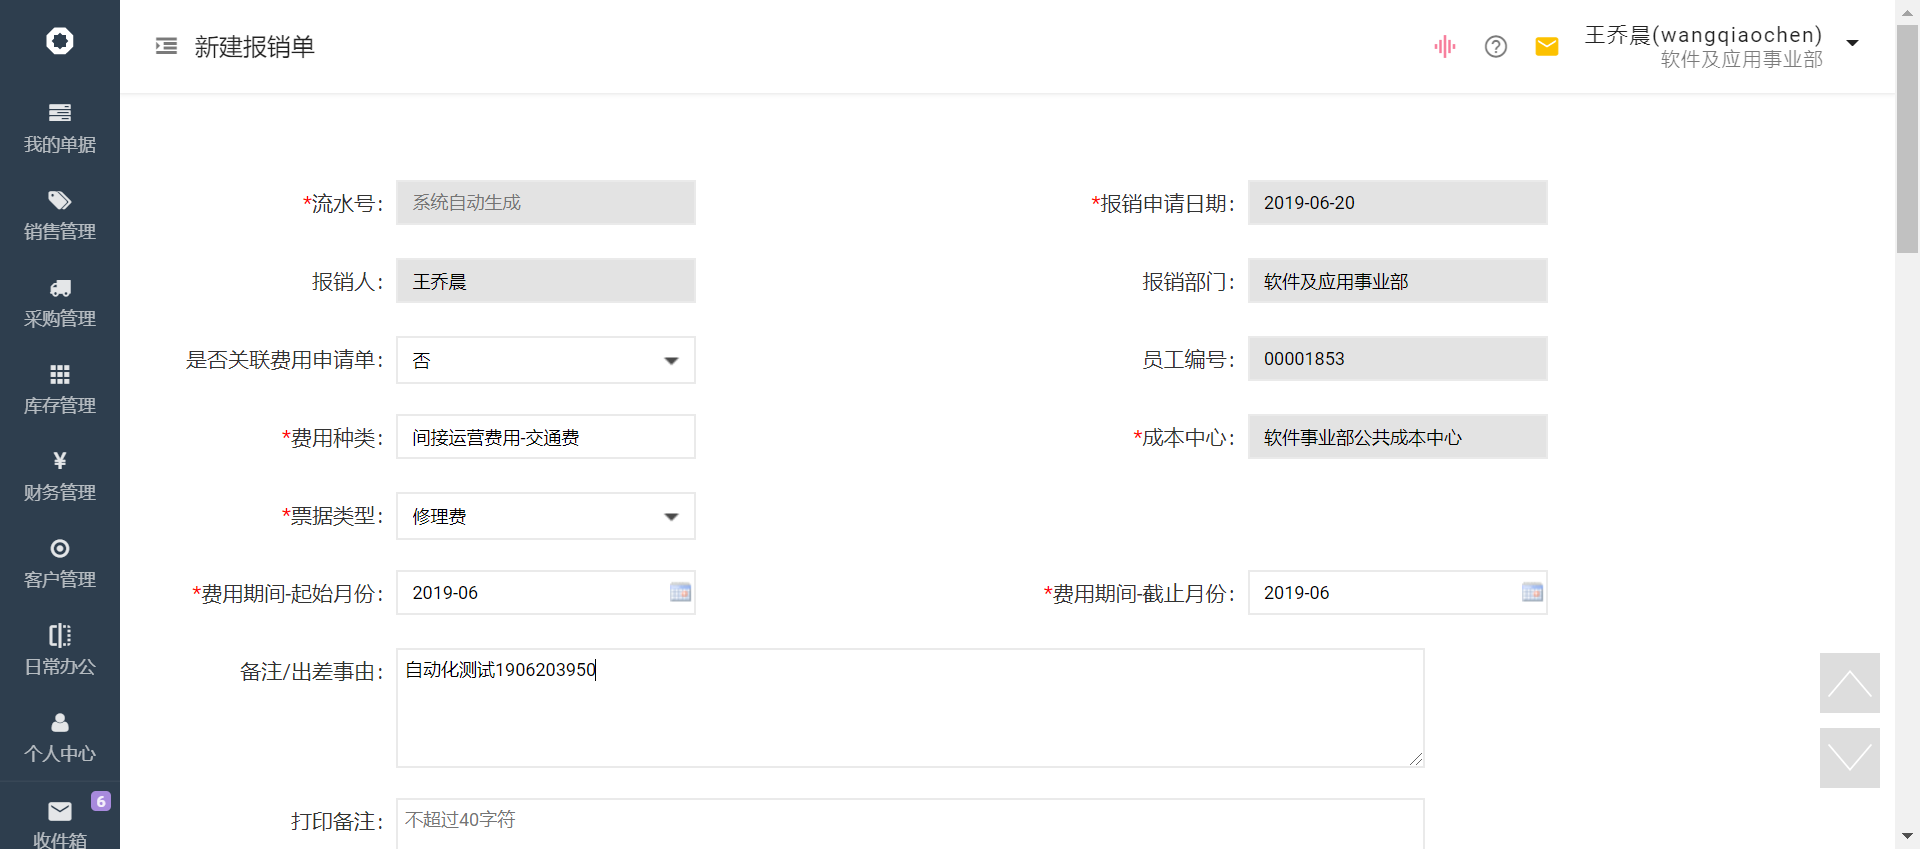 新建报销单
王乔晨(wangqiaochen)
软件及应用事业部
我的单据
销售管理
采购管理
库存管理
¥
财务管理
客户管理
日常办公
个人中心
6
收件箱
*流水号：
系统自动生成
*报销申请日期：
2019-06-20
报销人：
王乔晨
报销部门：
软件及应用事业部
是否关联费用申请单：
否
员工编号：
00001853
*费用种类：
间接运营费用-交通费
*成本中心：
软件事业部公共成本中心
*票据类型：
修理费
*费用期间-起始月份：
2019-06
*费用期间-截止月份：
2019-06
备注/出差事由：
自动化测试1906203950
打印备注：
不超过40字符